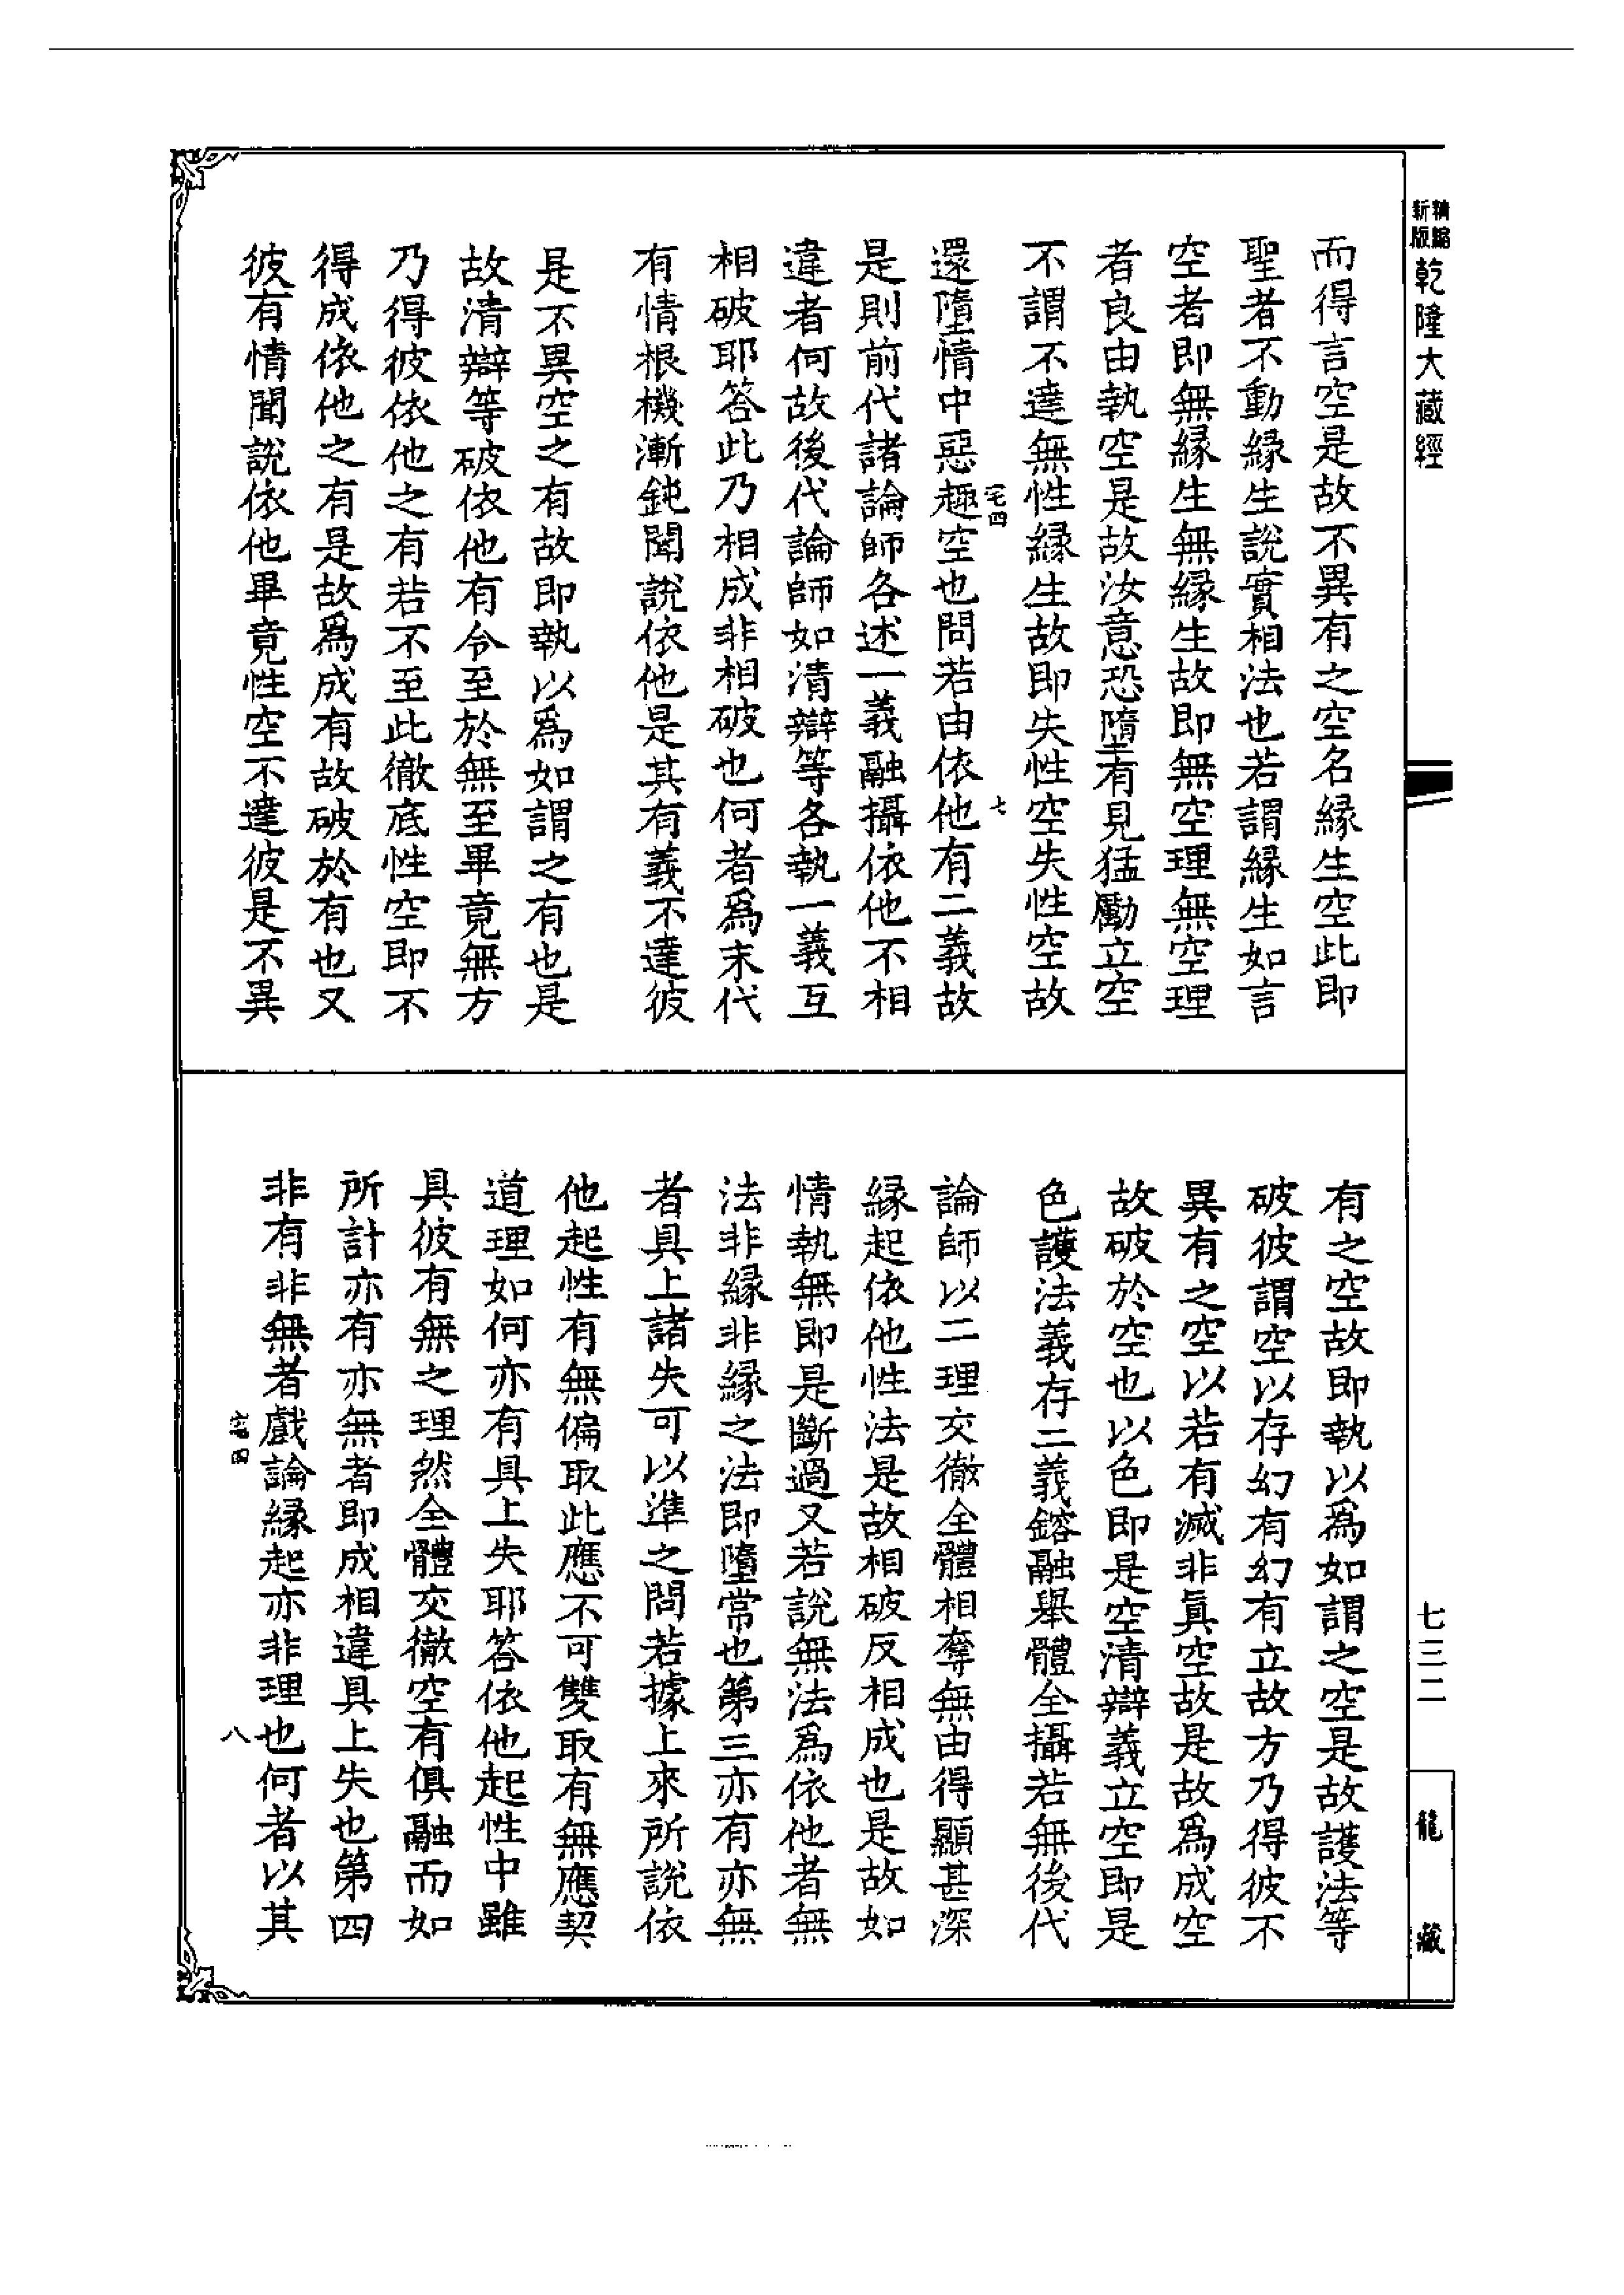 新版精縮
乾隆大藏經
而得言空是故不異有之空名緣生空此即
聖者不動緣生說實相法也若謂緣生如言
空者即無緣生無緣生故即無空理無空理
者良由執空是故汝意恐墮有見猛勵立空
不謂不達無性緣生故即失性空失性空故
還墮情中惡趣空也問若由依他有二義故
宅四
七
是則前代諸論師各述一義融攝依他不相
違者何故後代論師如清辯等各執一義互
相破耶答此乃相成非相破也何者爲末代
有情根機漸鈍聞說依他是其有義不達彼
是不異空之有故即執以爲如謂之有也是
故清辯等破依他有令至於無至畢竟無方
乃得彼依他之有若不至此徹底性空即不
得成依他之有是故爲成有故破於有也又
彼有情聞說依他畢竟性空不達彼是不異
有之空故即執以爲如謂之空是故護法等
破彼謂空以存幻有幻有立故方乃得彼不
異有之空以若有滅非眞空故是故爲成空
故破於空也以色即是空清辯義立空即是
色護法義存二義鎔融舉體全攝若無後代
論師以二理交徹全體相奪無由得顯甚深
緣起依他性法是故相破反相成也是故如
情執無即是斷過又若說無法爲依他者無
法非緣非緣之法即墮常也第三亦有亦無
者具上諸失可以準之問若據上來所說依
他起性有無偏取此應不可雙取有無應契
道理如何亦有具上失耶答依他起性中雖
具彼有無之理然全體交徹空有俱融而如
所計亦有亦無者即成相違具上失也第四
非有非無者戲論緣起亦非理也何者以其
宅四
八
七三二
龍藏